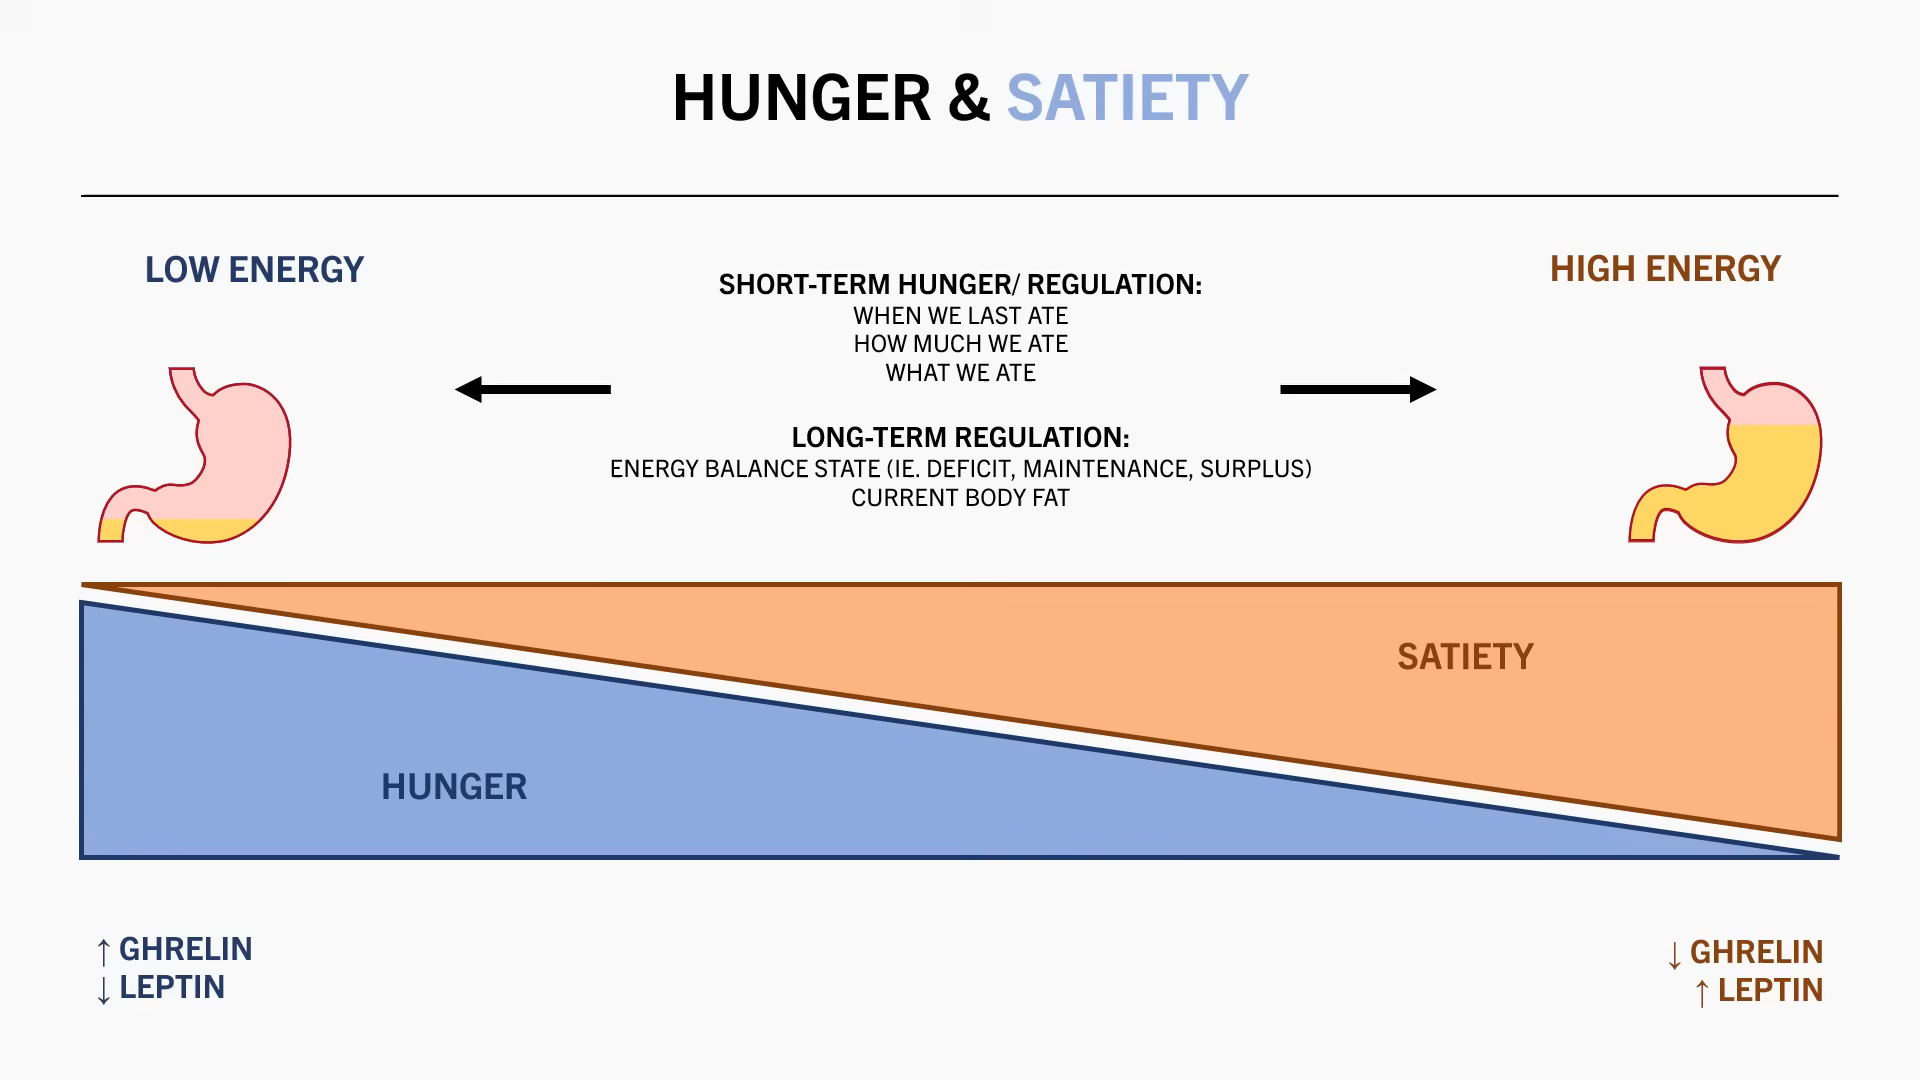 HUNGER & SATIETY
LOW ENERGY
SHORT-TERM HUNGER/ REGULATION:
WHEN WE LAST ATE
HOW MUCH WE ATE
WHAT WE ATE
LONG-TERM REGULATION:
ENERGY BALANCE STATE (IE. DEFICIT, MAINTENANCE, SURPLUS)
CURRENT BODY FAT
HIGH ENERGY
SATIETY
HUNGER
↑ GHRELIN
↓ LEPTIN
↓ GHRELIN
↑ LEPTIN